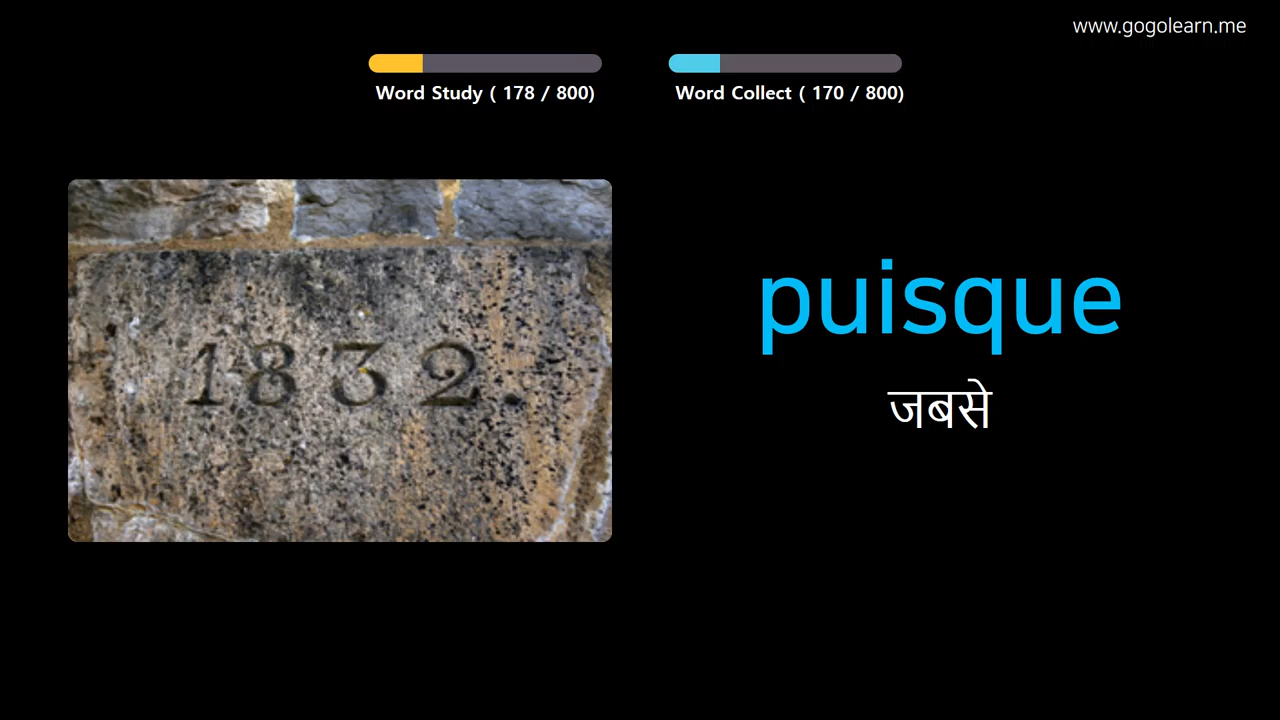 www.gogolearn.me
Word Study ( 178 / 800)
Word Collect ( 170 / 800)
1832.
puisque
जबसे